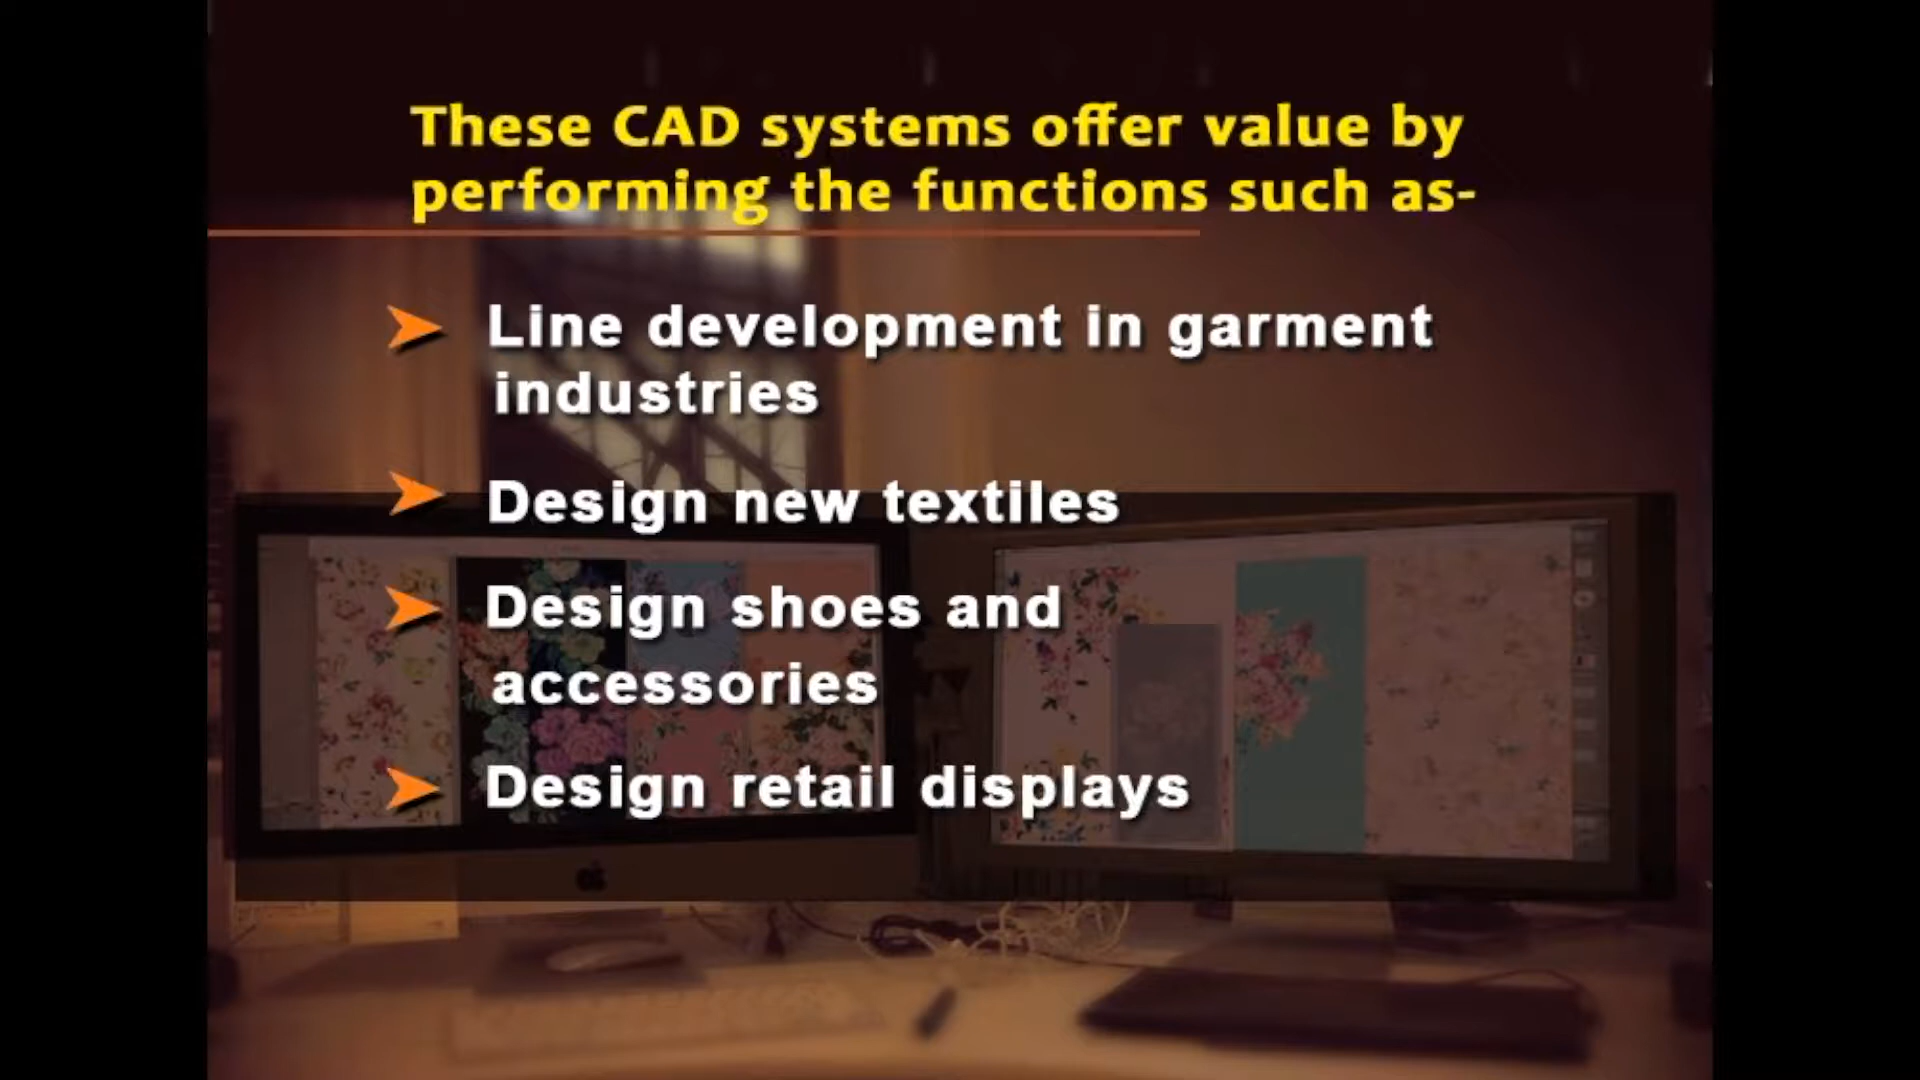 These CAD systems offer value by
performing the functions such as-
Line development in garment
industries
Design new textiles
Design shoes and
accessories
Design retail displays